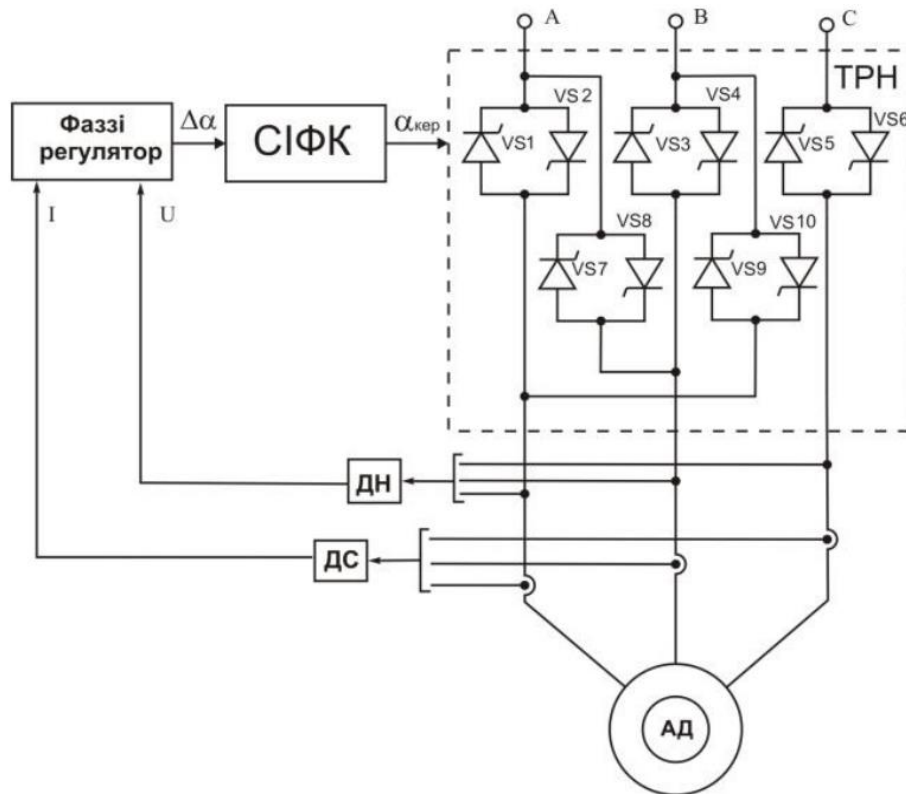 A
B
C
ТРН
Фаззі
регулятор
Δα
СІФК
αкер
VS1
VS2
VS3
VS4
VS5
VS6
I
U
VS7
VS8
VS9
VS10
ДН
ДС
АД